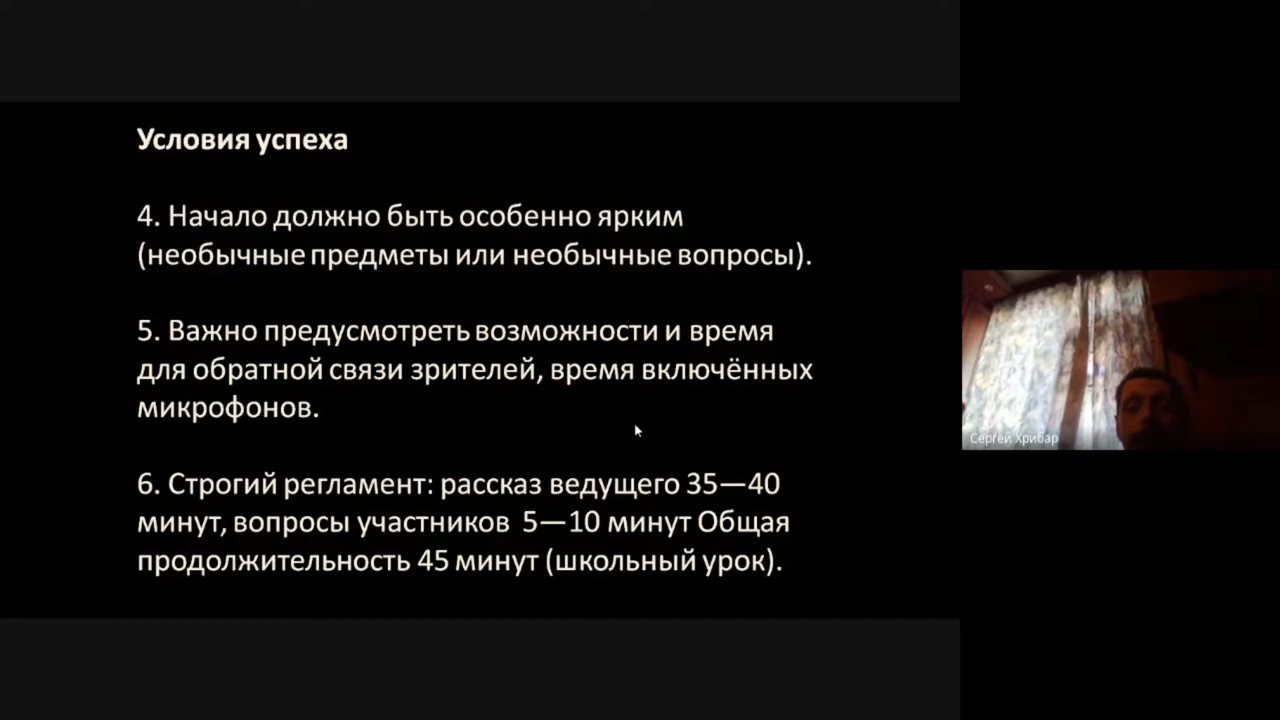 Условия успеха
4. Начало должно быть особенно ярким
(необычные предметы или необычные вопросы).
5. Важно предусмотреть возможности и время
для обратной связи зрителей, время включённых
микрофонов.
6. Строгий регламент: рассказ ведущего 35—40
минут, вопросы участников 5—10 минут Общая
продолжительность 45 минут (школьный урок).
Сергей Хрибар